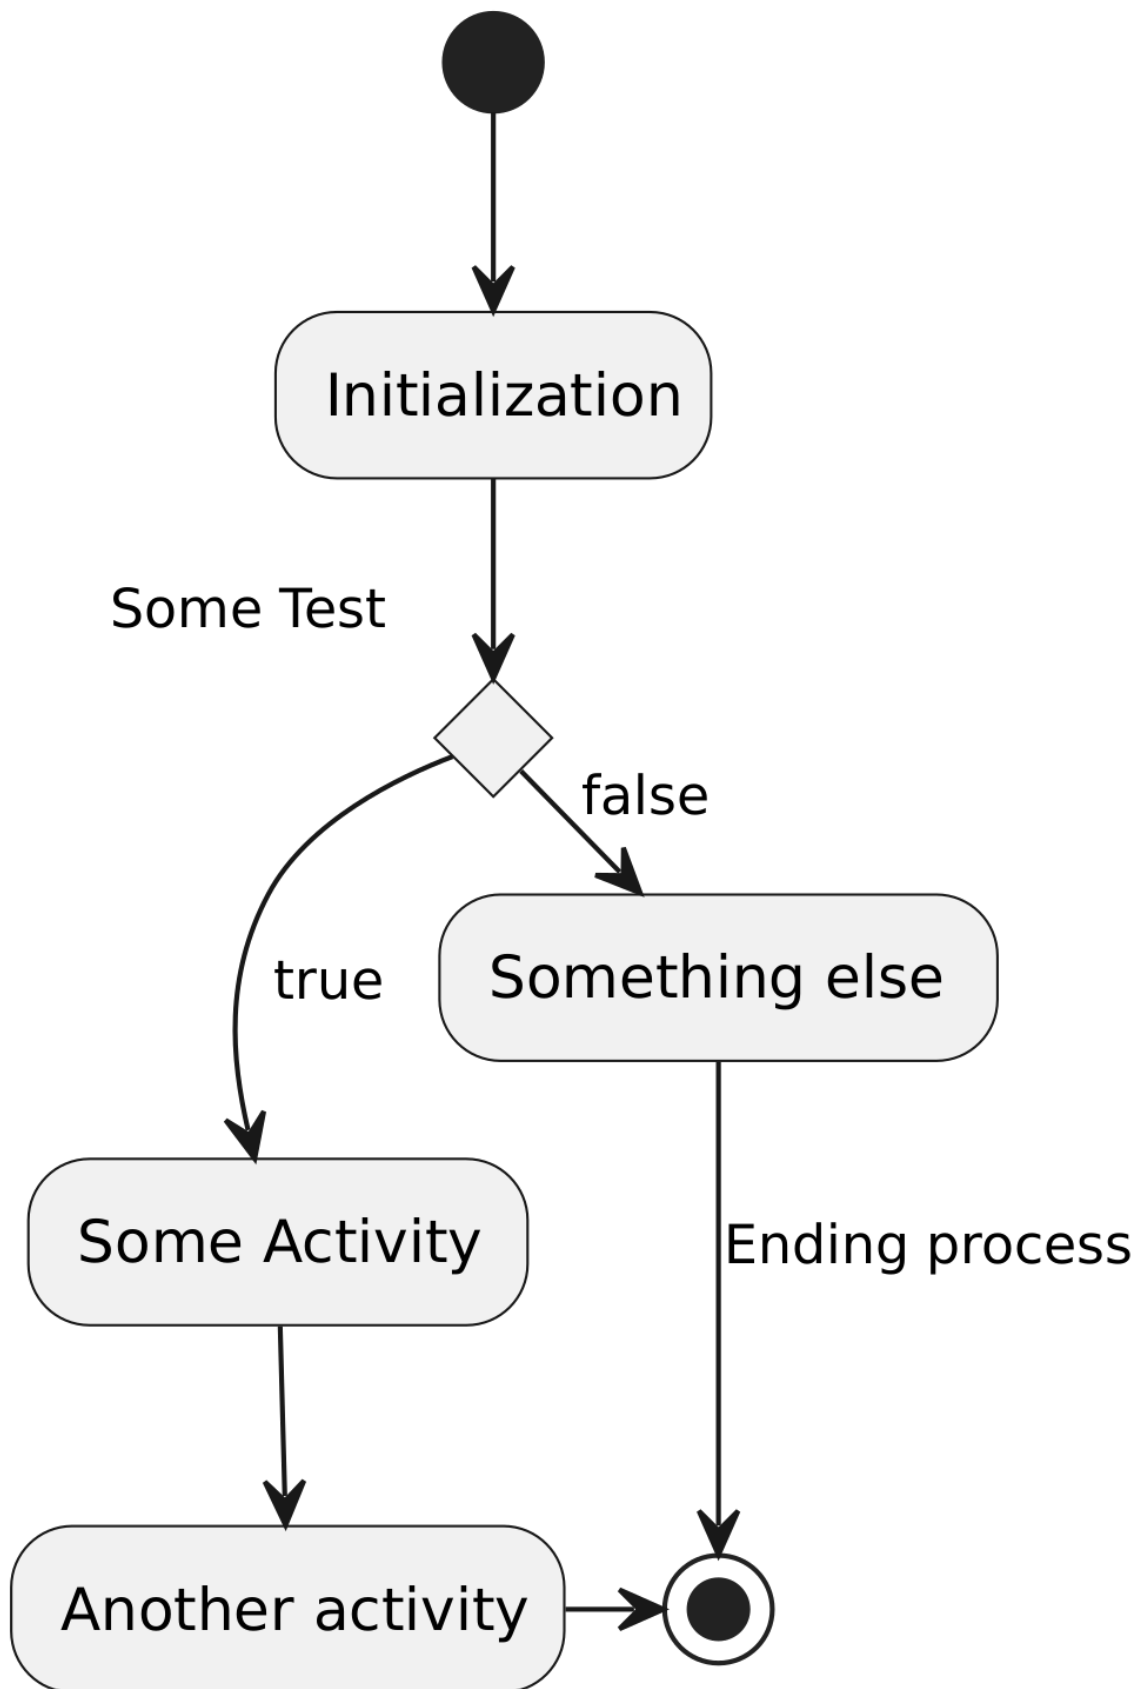 Initialization
Some Test
false
true
Something else
Some Activity
Ending process
Another activity